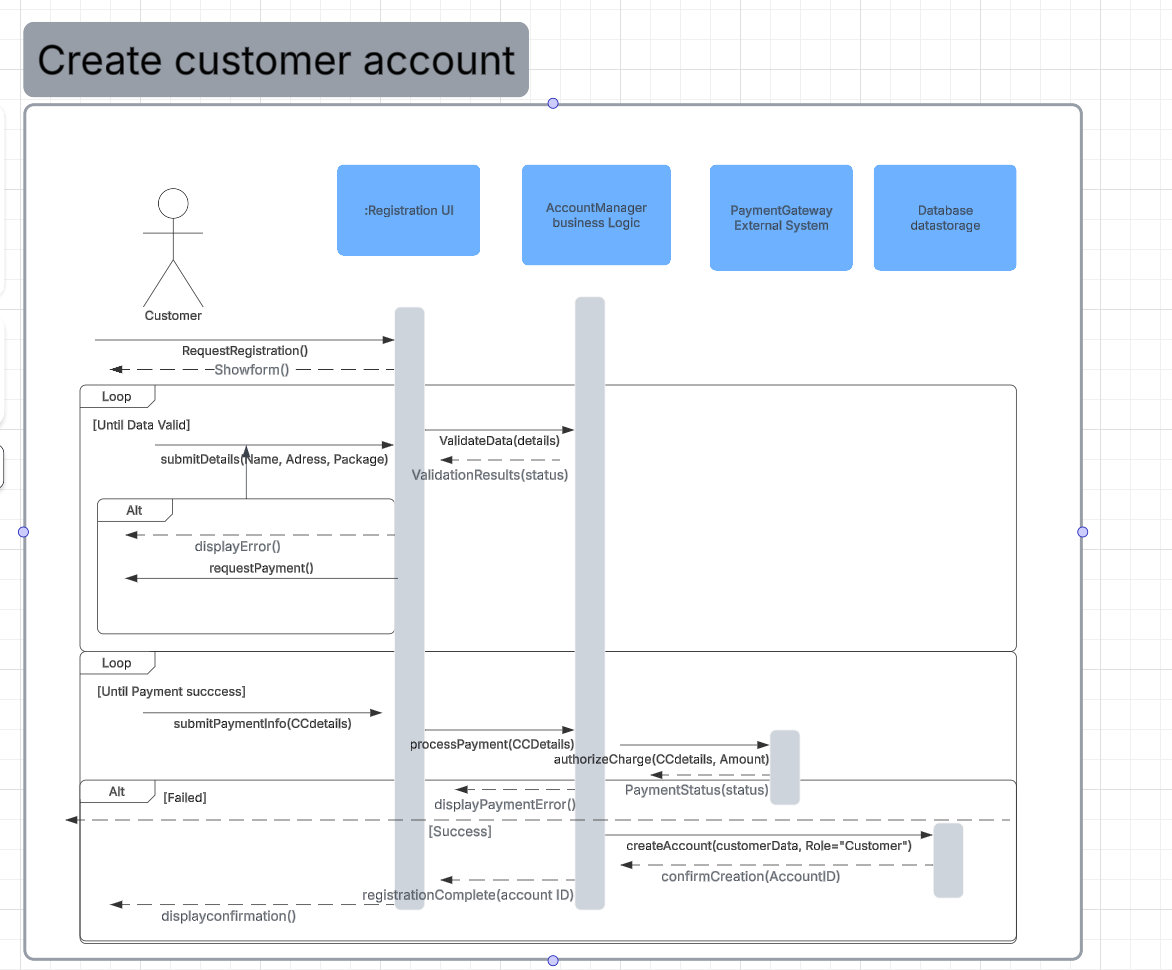 Create customer account
:Registration UI
AccountManager
business Logic
PaymentGateway
External System
Database
datastorage
Customer
RequestRegistration()
Showform()
Loop
[Until Data Valid]
ValidateData(details)
submitDetails(Name, Adress, Package)
ValidationResults(status)
Alt
displayError()
requestPayment()
Loop
[Until Payment succcess]
submitPaymentInfo(CCdetails)
processPayment(CCDetails)
authorizeCharge(CCdetails, Amount)
PaymentStatus(status)
Alt
[Failed]
displayPaymentError()
[Success]
createAccount(customerData, Role="Customer")
confirmCreation(AccountID)
registrationComplete(account ID)
displayconfirmation()